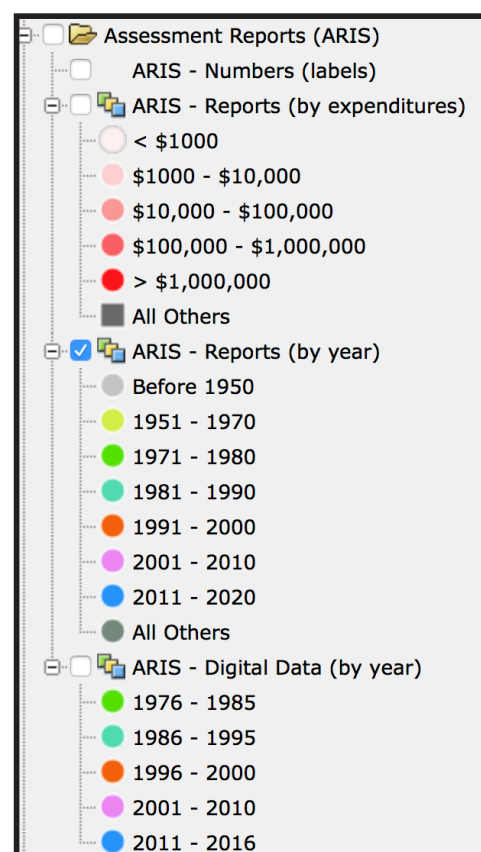 Assessment Reports (ARIS)
ARIS - Numbers (labels)
ARIS - Reports (by expenditures)
< $1000
$1000 - $10,000
$10,000 - $100,000
$100,000 - $1,000,000
> $1,000,000
All Others
ARIS - Reports (by year)
Before 1950
1951 - 1970
1971 - 1980
1981 - 1990
1991 - 2000
2001 - 2010
2011 - 2020
All Others
ARIS - Digital Data (by year)
1976 - 1985
1986 - 1995
1996 - 2000
2001 - 2010
2011 - 2016